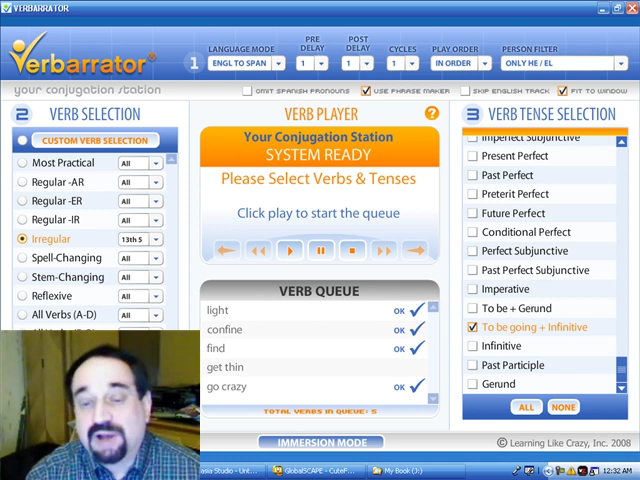 VERBARRATOR
Verbarrator®
your conjugation station
1
LANGUAGE MODE
ENGL TO SPAN
PRE DELAY
1
POST DELAY
1
CYCLES
1
PLAY ORDER
IN ORDER
PERSON FILTER
ONLY HE / EL
OMIT SPANISH PRONOUNS
USE PHRASE MAKER
SKIP ENGLISH TRACK
FIT TO WINDOW
2 VERB SELECTION
CUSTOM VERB SELECTION
Most Practical All
Regular -AR All
Regular -ER All
Regular -IR All
Irregular 13th 5
Spell-Changing All
Stem-Changing All
Reflexive All
All Verbs (A-D) All
VERB PLAYER ?
Your Conjugation Station
SYSTEM READY
Please Select Verbs & Tenses
Click play to start the queue
VERB QUEUE
light OK
confine OK
find OK
get thin
go crazy OK
TOTAL VERBS IN QUEUE: 5
IMMERSION MODE
3 VERB TENSE SELECTION
Imperfect Subjunctive
Present Perfect
Past Perfect
Preterit Perfect
Future Perfect
Conditional Perfect
Perfect Subjunctive
Past Perfect Subjunctive
Imperative
To be + Gerund
To be going + Infinitive
Infinitive
Past Participle
Gerund
ALL NONE
© Learning Like Crazy, Inc. 2008
asia Studio - Unt...
GlobalSCAPE - CuteF...
My Book (J:)
12:32 AM